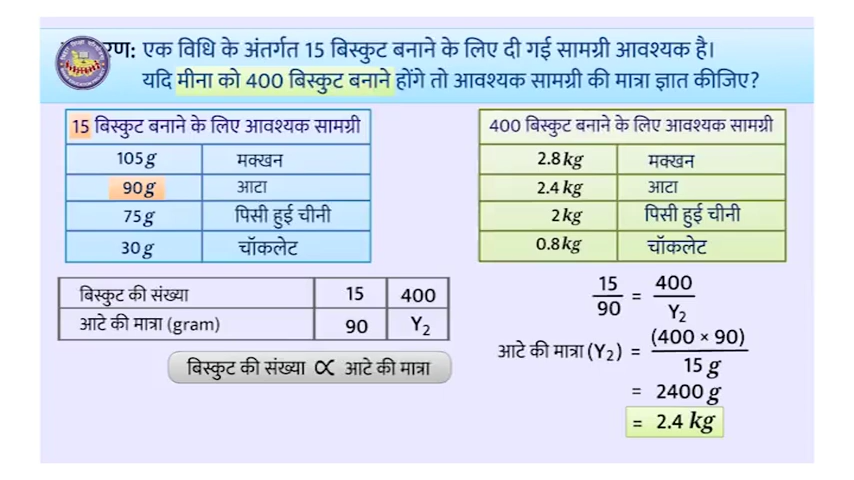 रण: एक विधि के अंतर्गत 15 बिस्कुट बनाने के लिए दी गई सामग्री आवश्यक है।
यदि मीना को 400 बिस्कुट बनाने होंगे तो आवश्यक सामग्री की मात्रा ज्ञात कीजिए?
15 बिस्कुट बनाने के लिए आवश्यक सामग्री
105g मक्खन
90g आटा
75g पिसी हुई चीनी
30g चॉकलेट
400 बिस्कुट बनाने के लिए आवश्यक सामग्री
2.8kg मक्खन
2.4kg आटा
2kg पिसी हुई चीनी
0.8kg चॉकलेट
बिस्कुट की संख्या 15 400
आटे की मात्रा (gram) 90 Y₂
बिस्कुट की संख्या ∝ आटे की मात्रा
15/90 = 400/Y₂
आटे की मात्रा (Y₂) = (400 × 90)/15 g
= 2400 g
= 2.4 kg